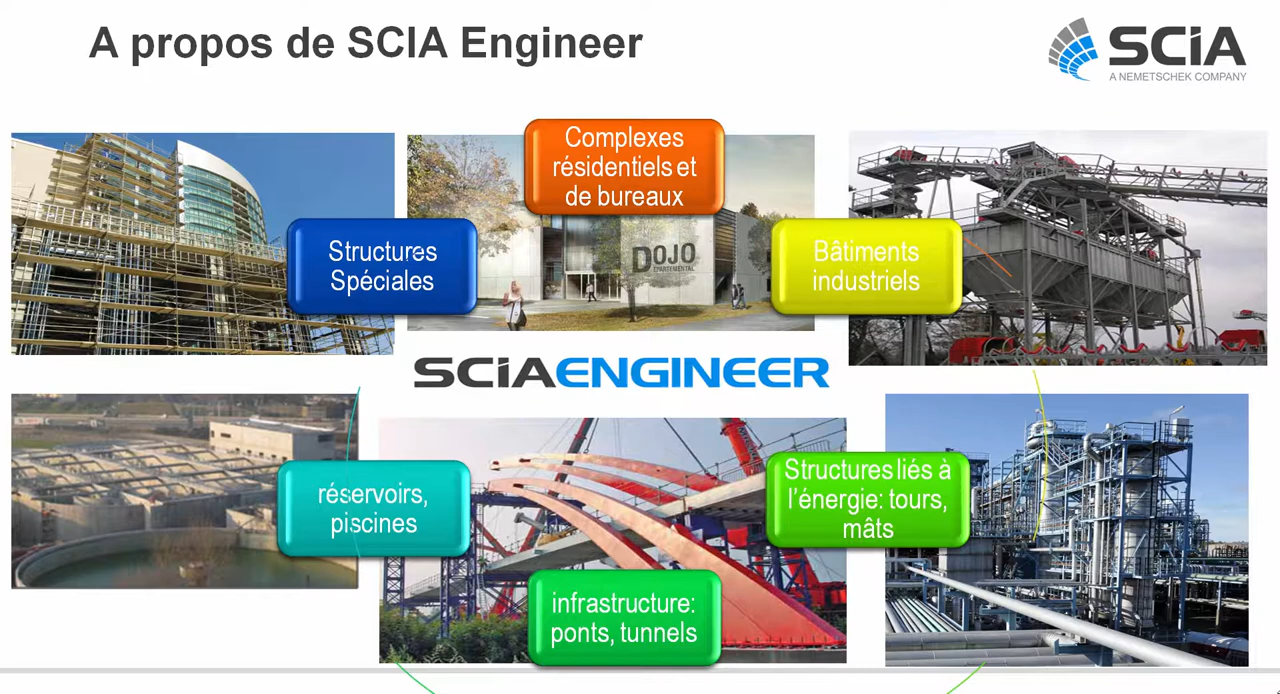 A propos de SCIA Engineer
SCiA
A NEMETSCHEK COMPANY
Complexes
résidentiels et
de bureaux
Structures
Spéciales
DOJO
DÉPARTEMENTAL
Bâtiments
industriels
SCiAENGINEER
réservoirs,
piscines
Structures liés à
l'énergie: tours,
mâts
infrastructure:
ponts, tunnels